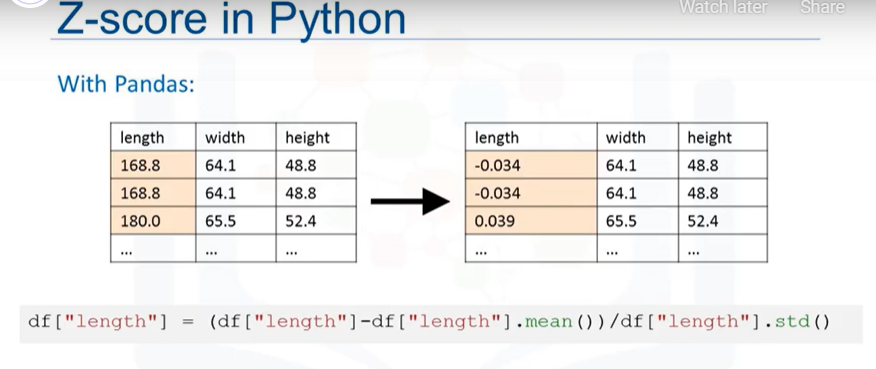 Z-score in Python
Watch later Share
With Pandas:
length width height
168.8 64.1 48.8
168.8 64.1 48.8
180.0 65.5 52.4
... ... ...
length width height
-0.034 64.1 48.8
-0.034 64.1 48.8
0.039 65.5 52.4
... ... ...
df["length"] = (df["length"]-df["length"].mean())/df["length"].std()